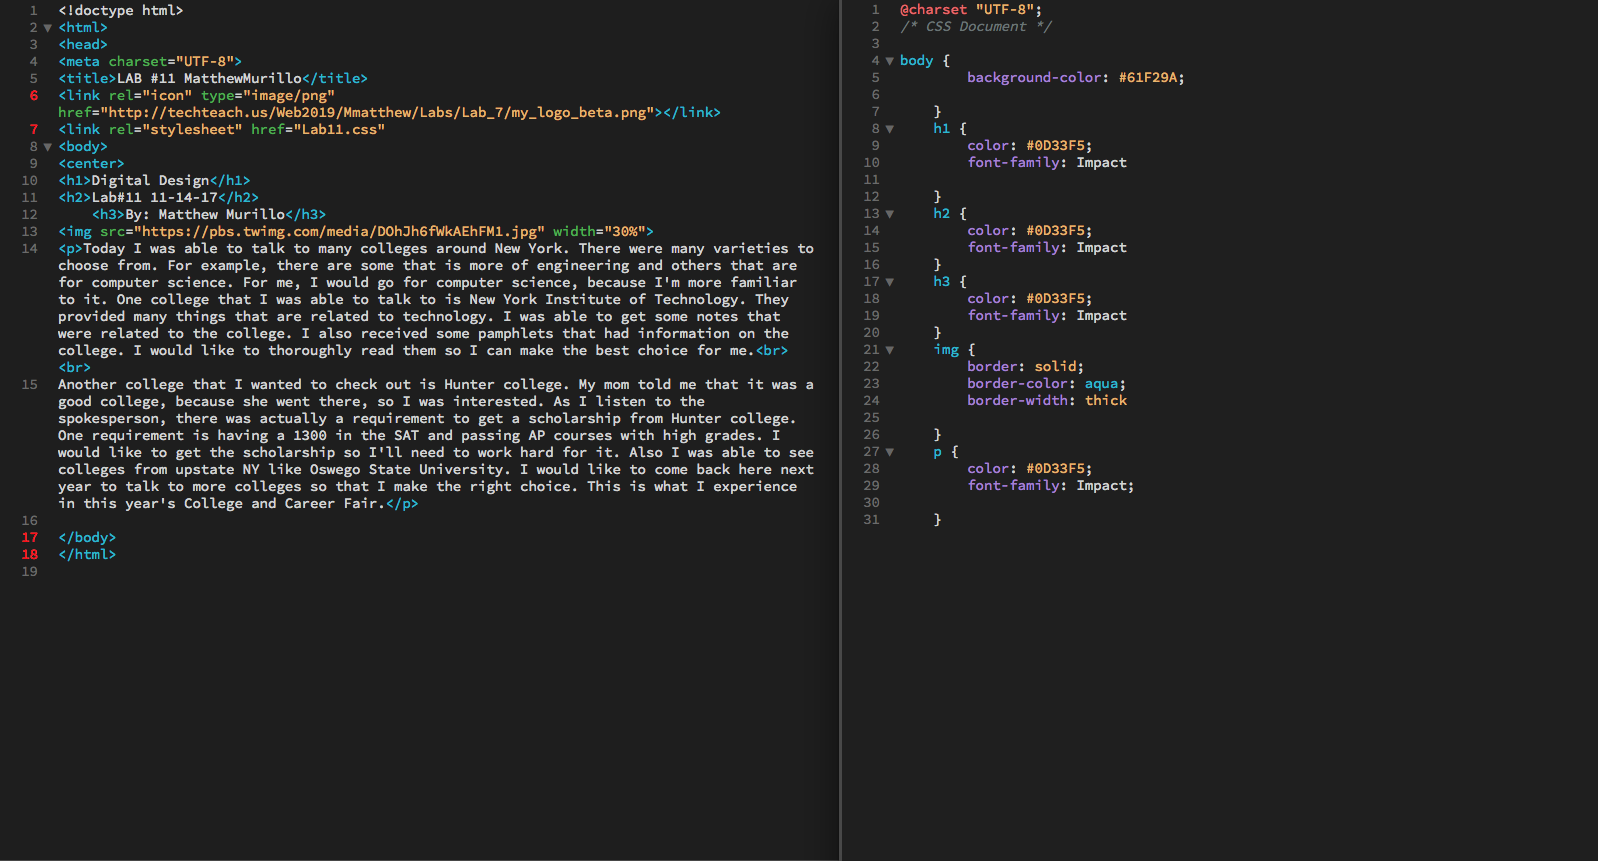 1 <!doctype html>
2 <html>
3 <head>
4 <meta charset="UTF-8">
5 <title>LAB #11 MatthewMurillo</title>
6 <link rel="icon" type="image/png"
href="http://techteach.us/Web2019/Mmatthew/Labs/Lab_7/my_logo_beta.png"></link>
7 <link rel="stylesheet" href="Lab11.css"
8 <body>
9 <center>
10 <h1>Digital Design</h1>
11 <h2>Lab#11 11-14-17</h2>
12 <h3>By: Matthew Murillo</h3>
13 <img src="https://pbs.twimg.com/media/DOhJh6fWkAEhFM1.jpg" width="30%">
14 <p>Today I was able to talk to many colleges around New York. There were many varieties to
choose from. For example, there are some that is more of engineering and others that are
for computer science. For me, I would go for computer science, because I'm more familiar
to it. One college that I was able to talk to is New York Institute of Technology. They
provided many things that are related to technology. I was able to get some notes that
were related to the college. I also received some pamphlets that had information on the
college. I would like to thoroughly read them so I can make the best choice for me.<br>
<br>
15 Another college that I wanted to check out is Hunter college. My mom told me that it was a
good college, because she went there, so I was interested. As I listen to the
spokesperson, there was actually a requirement to get a scholarship from Hunter college.
One requirement is having a 1300 in the SAT and passing AP courses with high grades. I
would like to get the scholarship so I'll need to work hard for it. Also I was able to see
colleges from upstate NY like Oswego State University. I would like to come back here next
year to talk to more colleges so that I make the right choice. This is what I experience
in this year's College and Career Fair.</p>
16
17 </body>
18 </html>
19
1 @charset "UTF-8";
2 /* CSS Document */
3
4 body {
5 background-color: #61F29A;
6
7 }
8 h1 {
9 color: #0D33F5;
10 font-family: Impact
11
12 }
13 h2 {
14 color: #0D33F5;
15 font-family: Impact
16 }
17 h3 {
18 color: #0D33F5;
19 font-family: Impact
20 }
21 img {
22 border: solid;
23 border-color: aqua;
24 border-width: thick
25
26 }
27 p {
28 color: #0D33F5;
29 font-family: Impact;
30
31 }